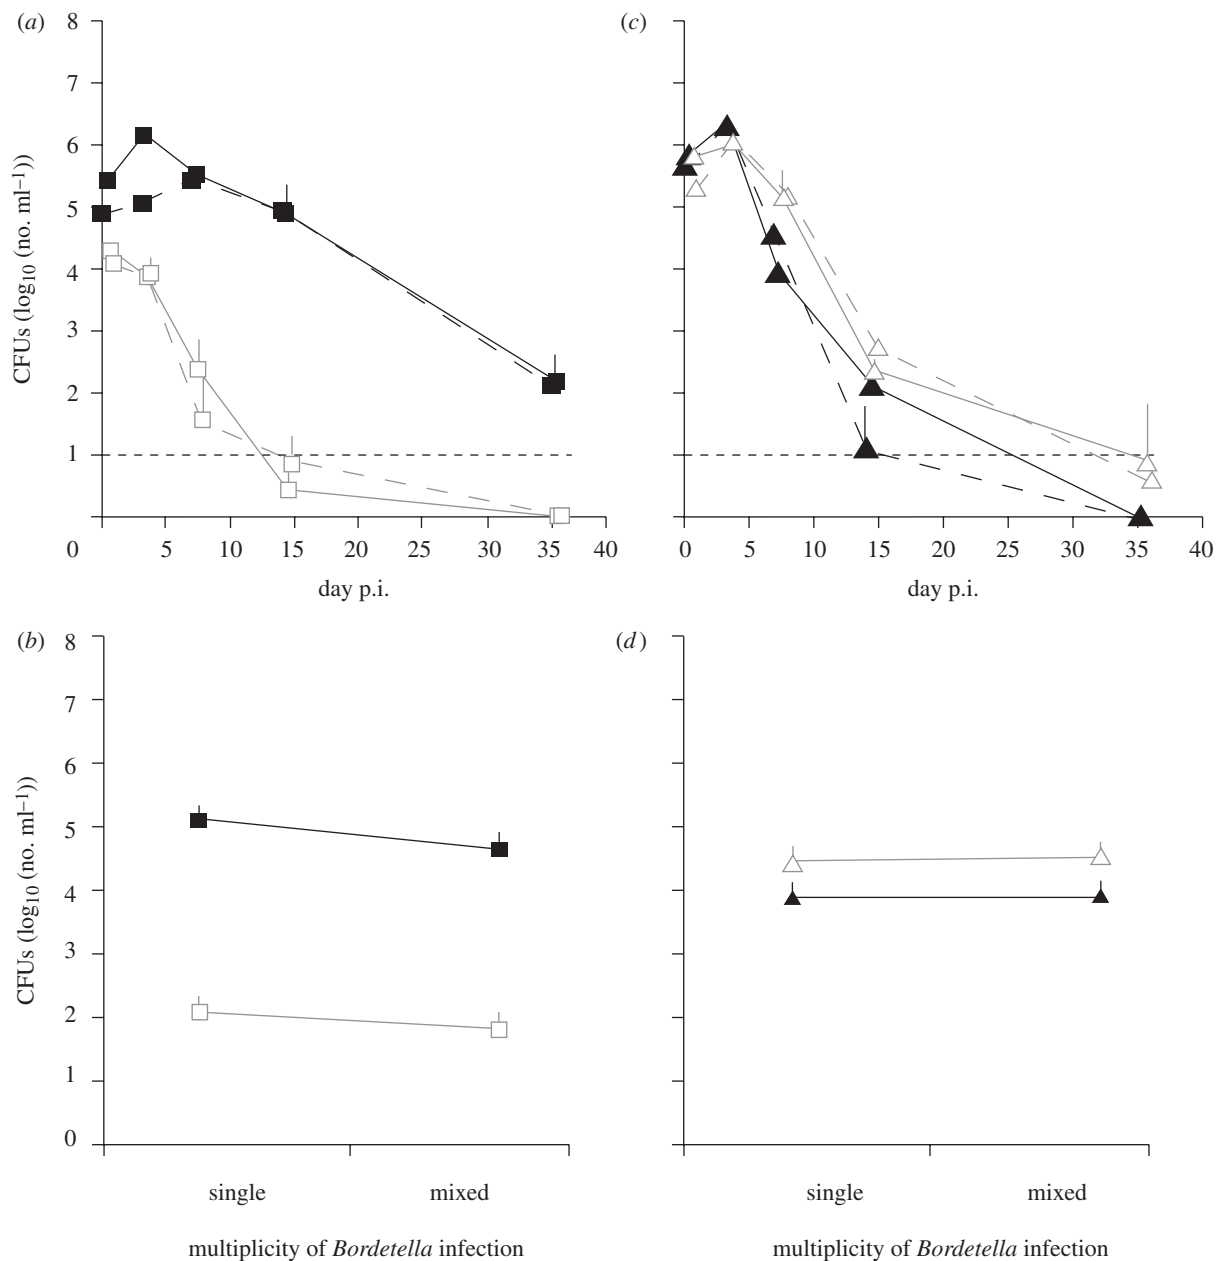 (a)
8
7
6
5
4
3
2
1
0
CFUs (log10 (no. ml–1))
5 10 15 20 25 30 35 40
day p.i.
(c)
0 5 10 15 20 25 30 35 40
day p.i.
(b)
8
7
6
5
4
3
2
1
0
CFUs (log10 (no. ml–1))
single mixed
multiplicity of Bordetella infection
(d)
single mixed
multiplicity of Bordetella infection